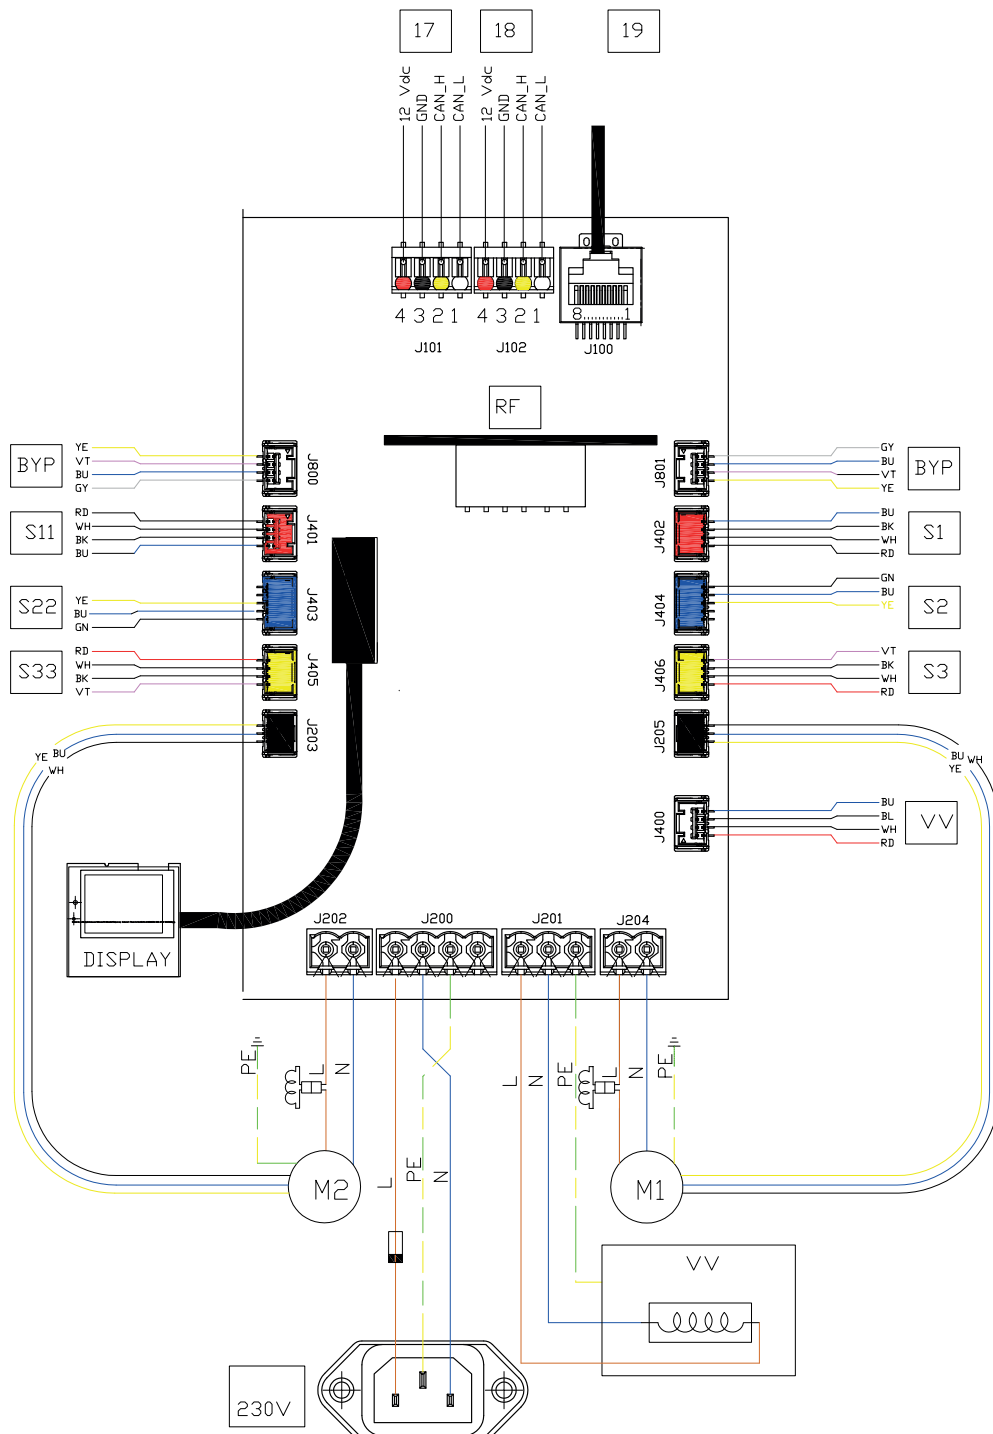 17 18 19
12 Vdc
GND
CAN_H
CAN_L
12 Vdc
GND
CAN_H
CAN_L
4 3 2 1 4 3 2 1
8........1
J101 J102 J100
RF
BYP
YE
VT
BU
GY
J800
J801
GY
BU
VT
YE
BYP
S11
RD
WH
BK
BU
J401
J402
BU
BK
WH
RD
S1
S22
YE
BU
GN
J403
J404
GN
BU
YE
S2
S33
RD
WH
BK
VT
J405
J406
VT
BK
WH
RD
S3
J203
J205
YE BU
WH
BU WH
YE
J400
BU
BL
WH
RD
VV
DISPLAY
J202 J200 J201 J204
PE L N
L N PE L N PE
M2
L PE N
M1
VV
230V